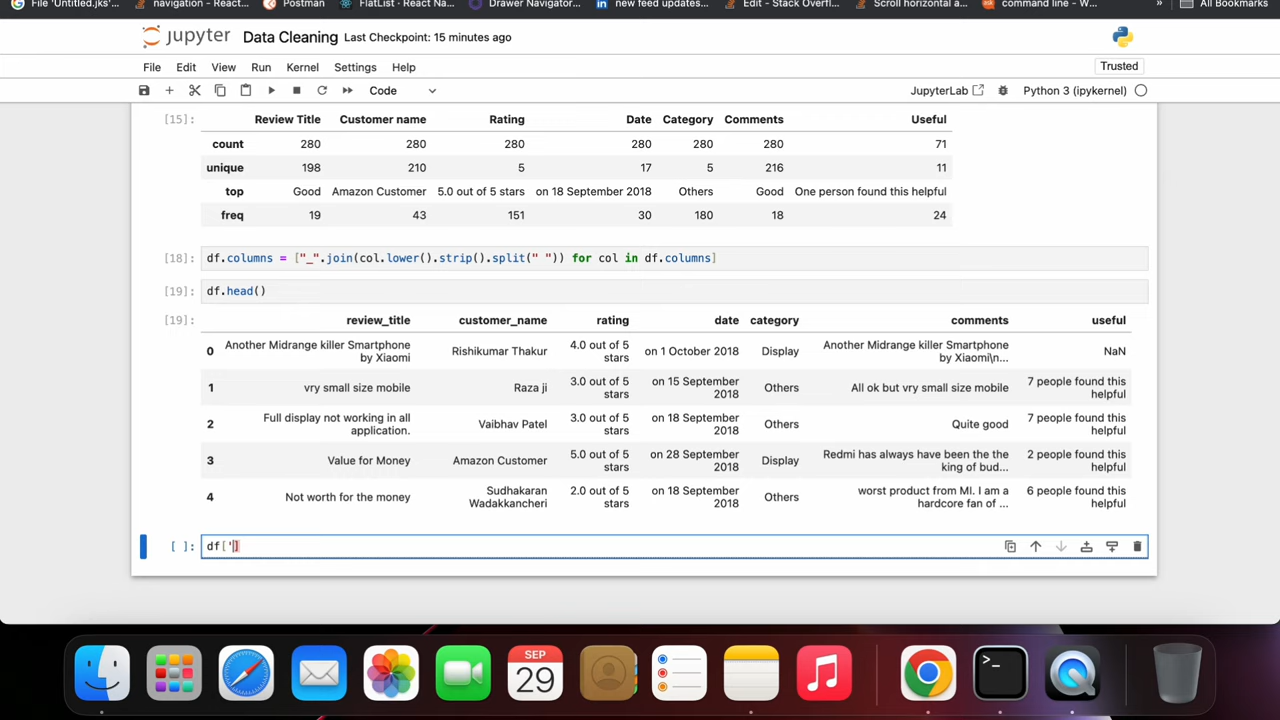 File 'Untitled.jks'...
navigation - React...
Postman
FlatList · React Na...
Drawer Navigator...
new feed updates...
Edit - Stack Overfl...
Scroll horizontal a...
command line - W...
»
All Bookmarks
jupyter Data Cleaning Last Checkpoint: 15 minutes ago
Trusted
File Edit View Run Kernel Settings Help
Code
JupyterLab
Python 3 (ipykernel)
[15]: Review Title Customer name Rating Date Category Comments Useful
count 280 280 280 280 280 280 71
unique 198 210 5 17 5 216 11
top Good Amazon Customer 5.0 out of 5 stars on 18 September 2018 Others Good One person found this helpful
freq 19 43 151 30 180 18 24
[18]: df.columns = ["_".join(col.lower().strip().split(" ")) for col in df.columns]
[19]: df.head()
[19]: review_title customer_name rating date category comments useful
0 Another Midrange killer Smartphone by Xiaomi Rishikumar Thakur 4.0 out of 5 stars on 1 October 2018 Display Another Midrange killer Smartphone by Xiaomi\n... NaN
1 vry small size mobile Raza ji 3.0 out of 5 stars on 15 September 2018 Others All ok but vry small size mobile 7 people found this helpful
2 Full display not working in all application. Vaibhav Patel 3.0 out of 5 stars on 18 September 2018 Others Quite good 7 people found this helpful
3 Value for Money Amazon Customer 5.0 out of 5 stars on 28 September 2018 Display Redmi has always have been the the king of bud... 2 people found this helpful
4 Not worth for the money Sudhakaran Wadakkancheri 2.0 out of 5 stars on 18 September 2018 Others worst product from MI. I am a hardcore fan of ... 6 people found this helpful
[ ]: df[']
SEP
29
>_